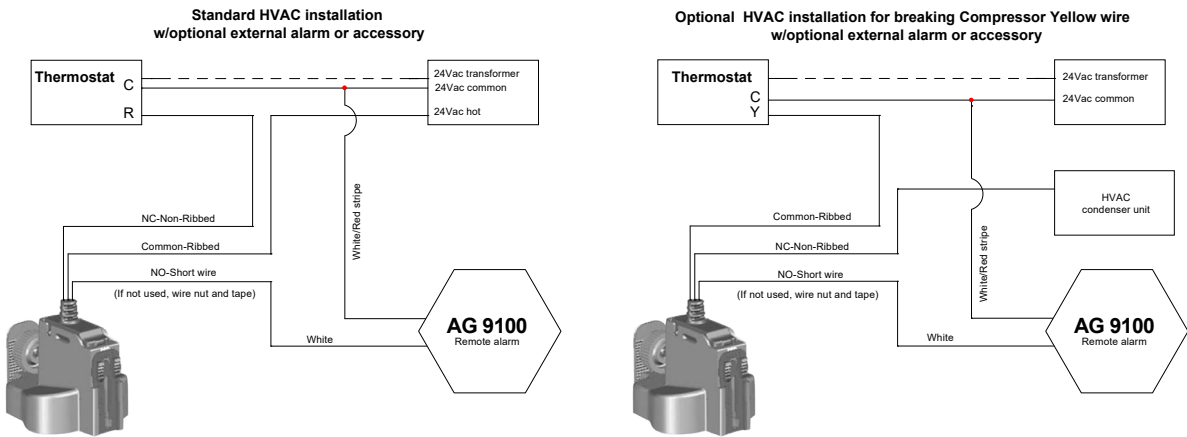 Standard HVAC installation
w/optional external alarm or accessory
Thermostat
C
R
24Vac transformer
24Vac common
24Vac hot
NC-Non-Ribbed
Common-Ribbed
NO-Short wire
(If not used, wire nut and tape)
White/Red stripe
White
AG 9100
Remote alarm
Optional HVAC installation for breaking Compressor Yellow wire
w/optional external alarm or accessory
Thermostat
C
Y
24Vac transformer
24Vac common
HVAC
condenser unit
Common-Ribbed
NC-Non-Ribbed
NO-Short wire
(If not used, wire nut and tape)
White/Red stripe
White
AG 9100
Remote alarm